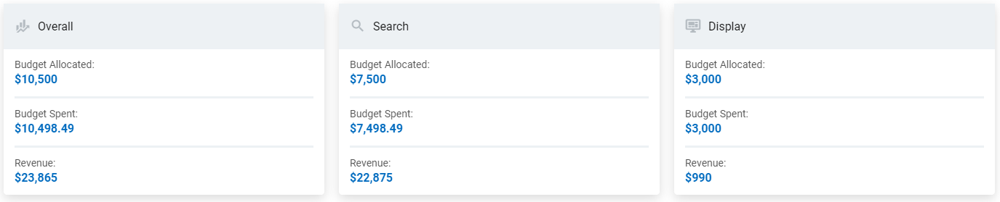 Overall
Budget Allocated:
$10,500
Budget Spent:
$10,498.49
Revenue:
$23,865
Search
Budget Allocated:
$7,500
Budget Spent:
$7,498.49
Revenue:
$22,875
Display
Budget Allocated:
$3,000
Budget Spent:
$3,000
Revenue:
$990